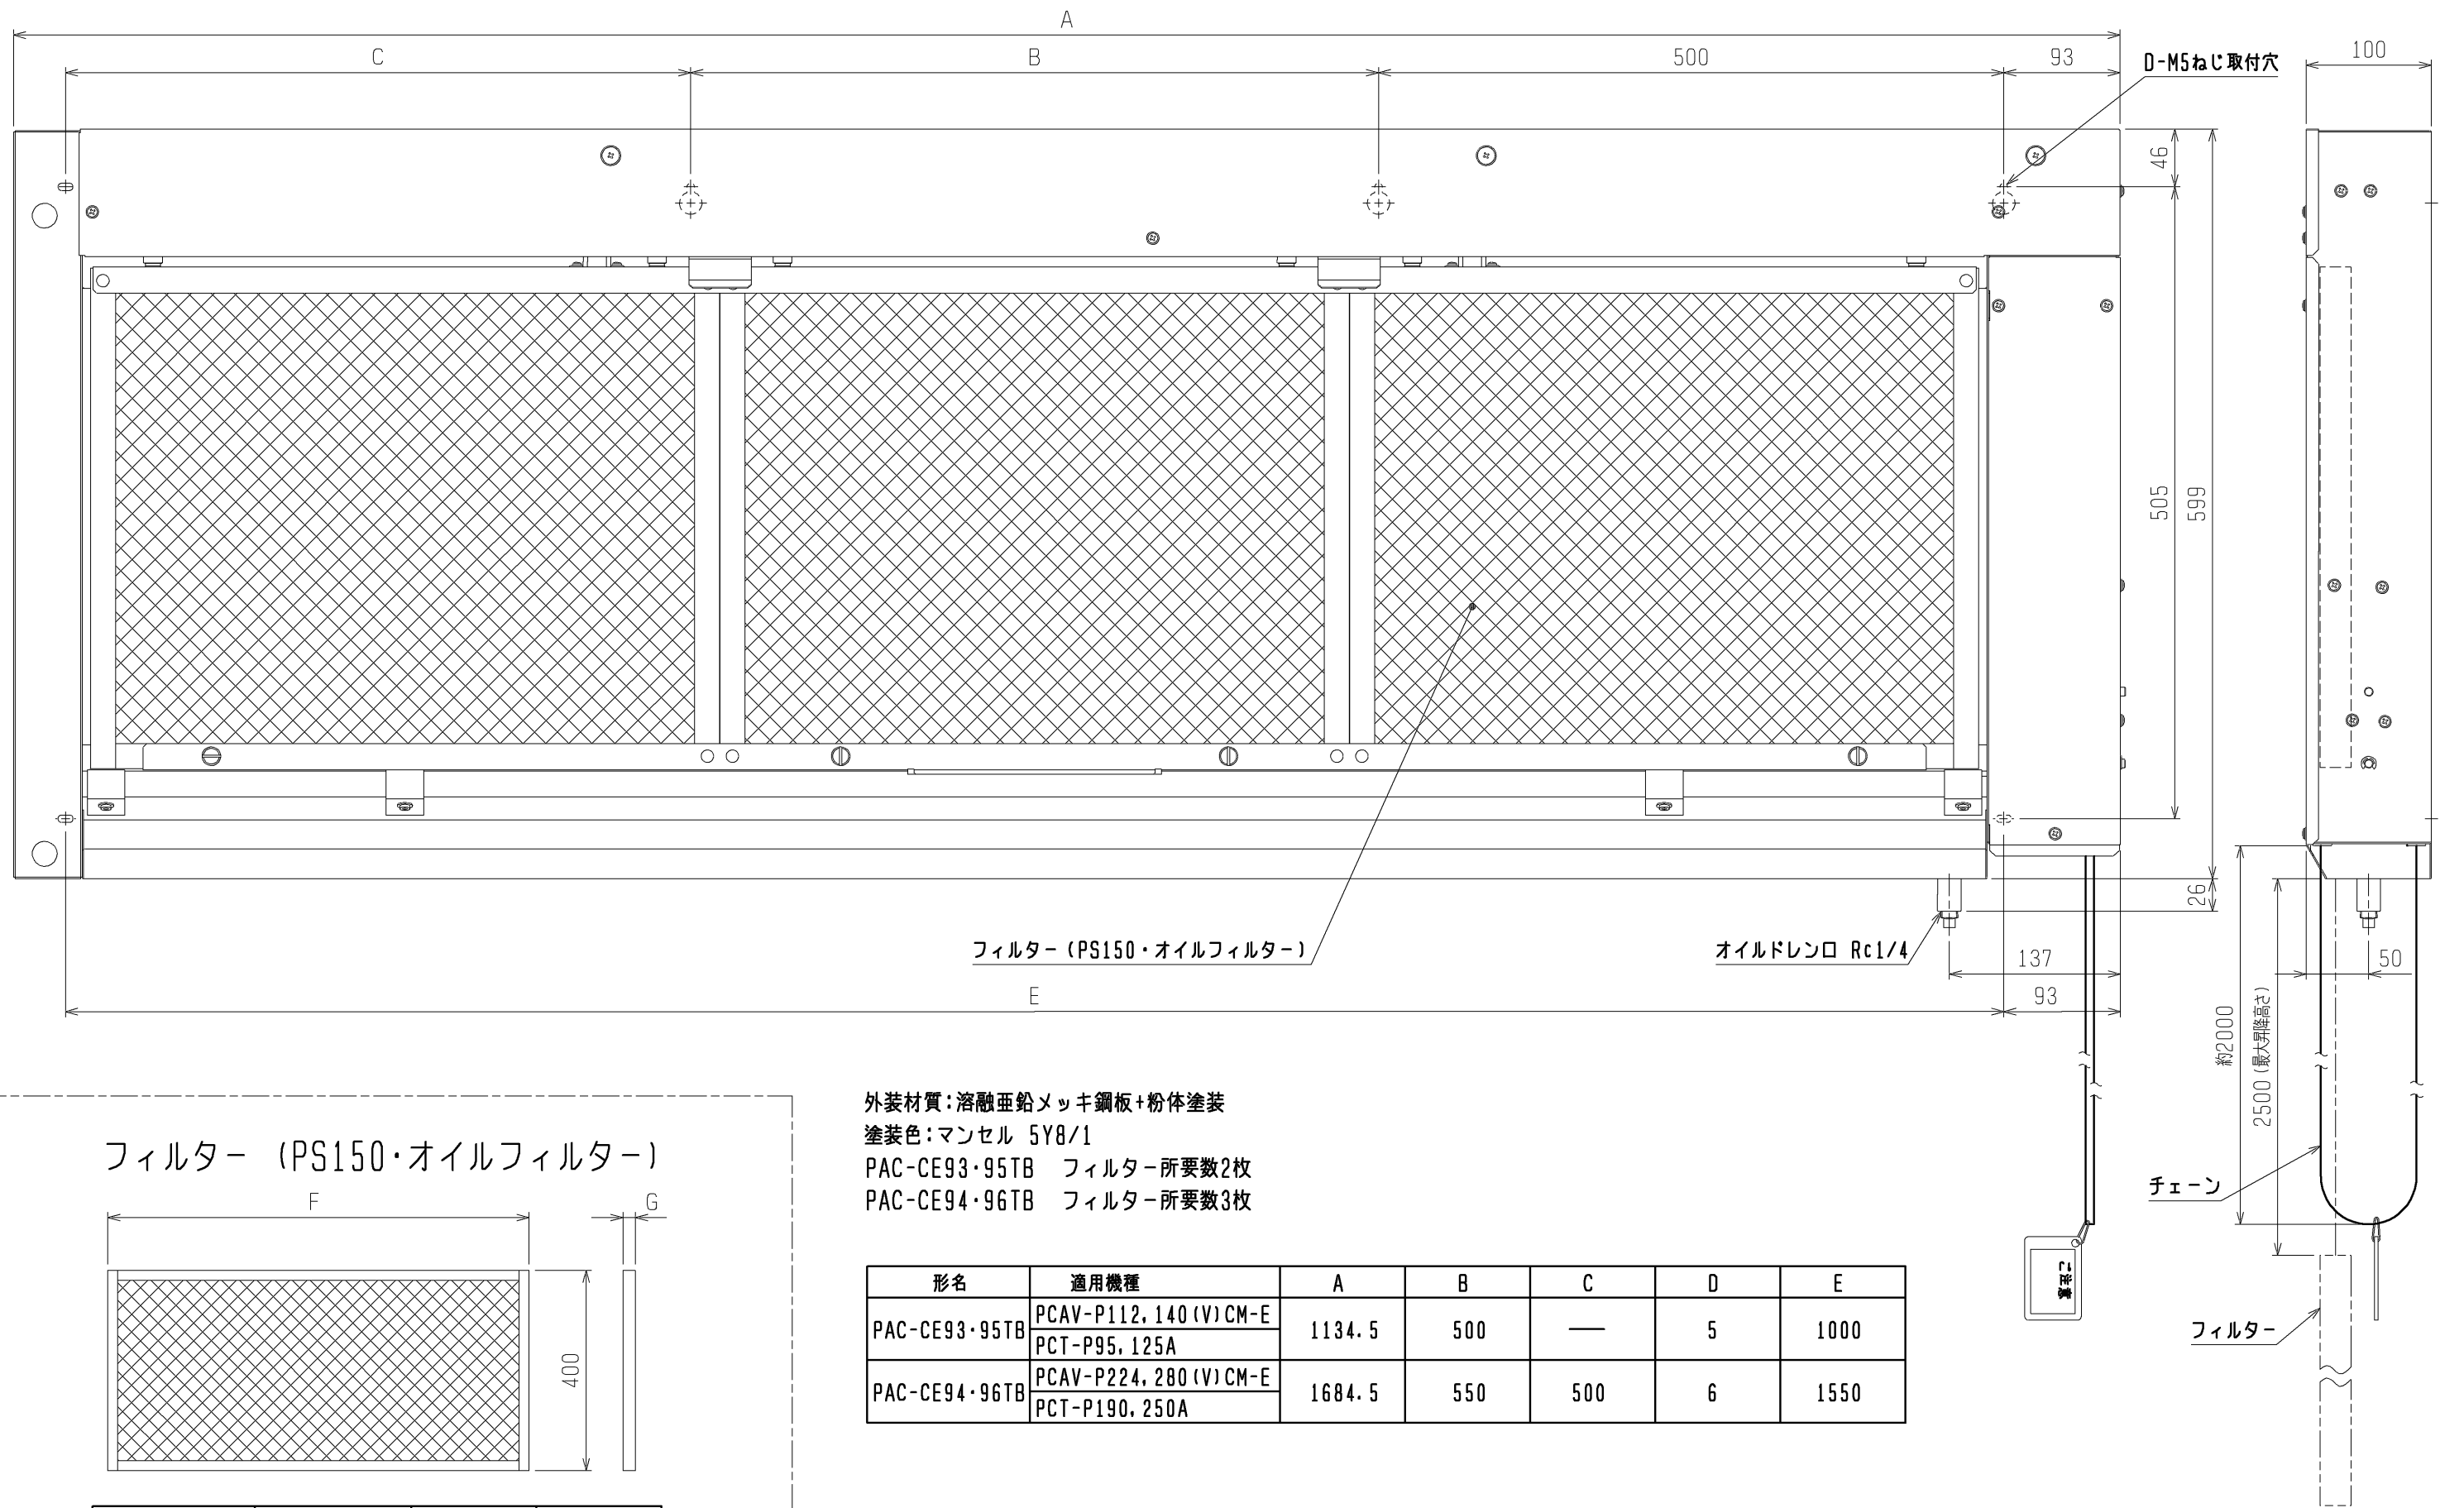 A
C
B
500
93
D-M5ねじ取付穴
100
46
505
599
26
フィルター(PS150・オイルフィルター)
オイルドレン口 Rc1/4
137
50
E
93
約2000
2500(最大昇降高さ)
チェーン
ご注意
フィルター
外装材質:溶融亜鉛メッキ鋼板+粉体塗装
塗装色:マンセル 5Y8/1
PAC-CE93・95TB フィルター所要数2枚
PAC-CE94・96TB フィルター所要数3枚
フィルター (PS150・オイルフィルター)
F
G
400
形名 適用機種 A B C D E
PAC-CE93・95TB PCAV-P112,140(V)CM-E 1134.5 500 — 5 1000
PCT-P95,125A
PAC-CE94・96TB PCAV-P224,280(V)CM-E 1684.5 550 500 6 1550
PCT-P190,250A